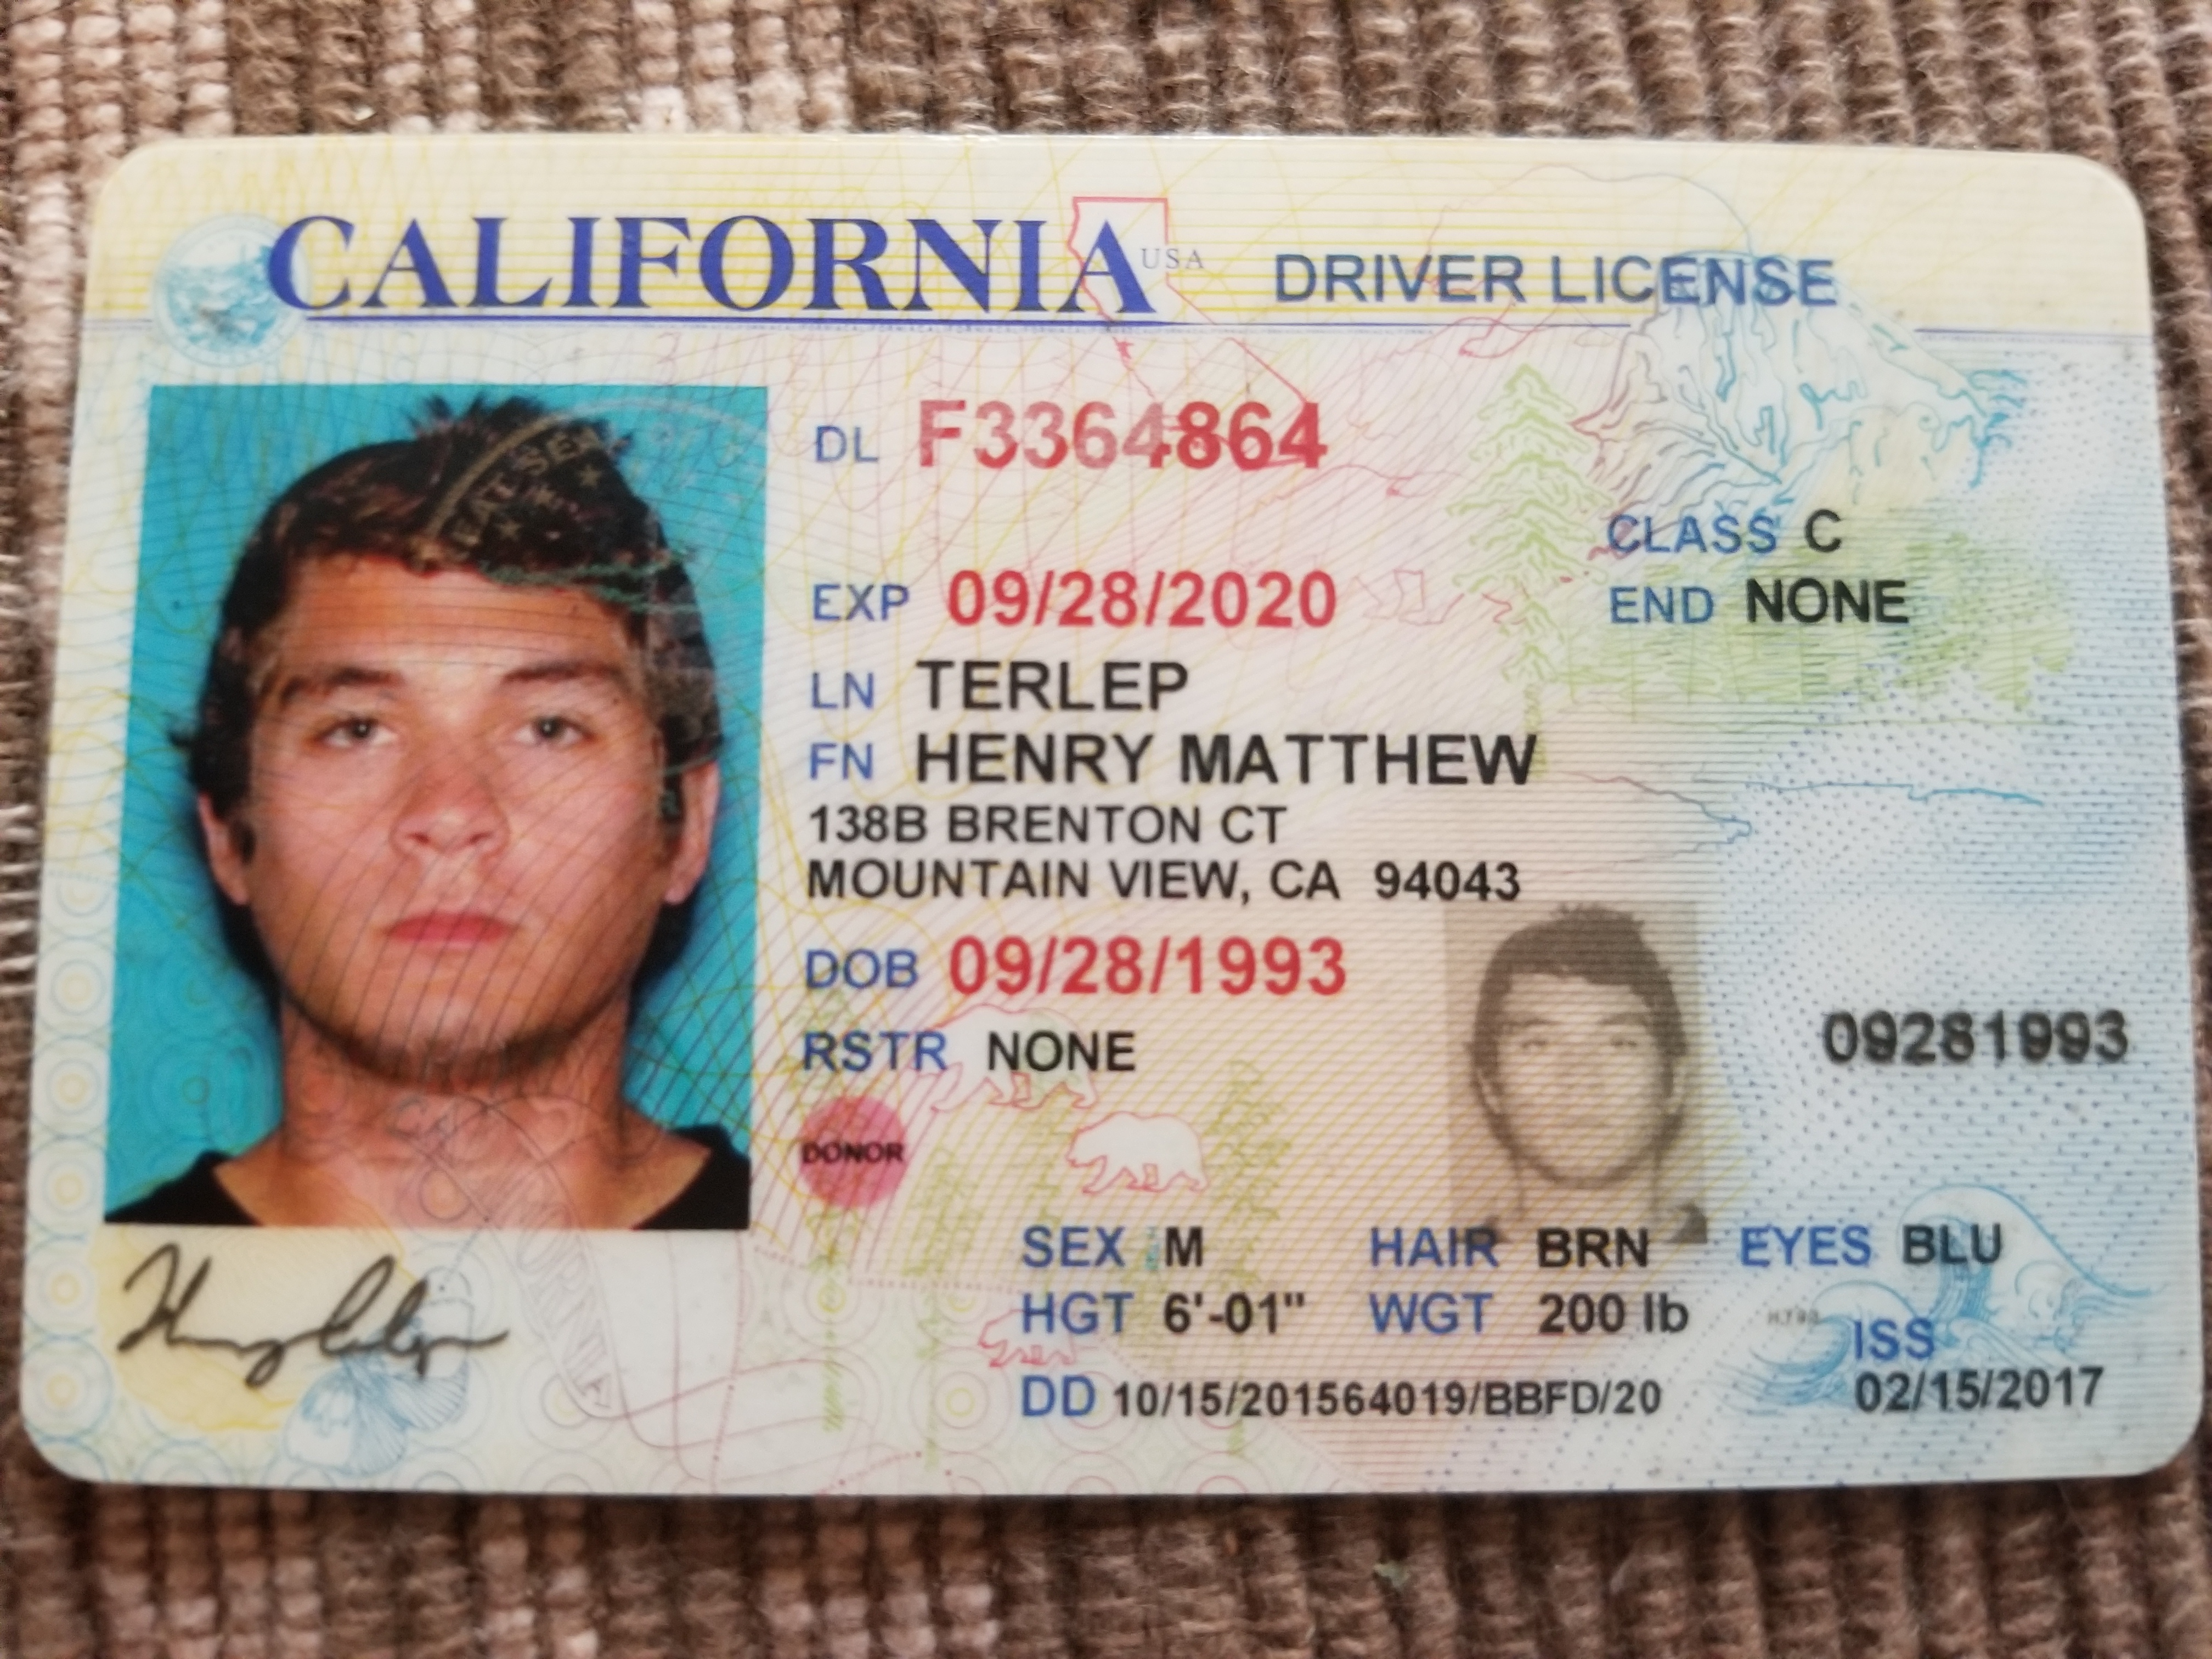 CALIFORNIA USA DRIVER LICENSE
DL F3364864
CLASS C
EXP 09/28/2020 END NONE
LN TERLEP
FN HENRY MATTHEW
138B BRENTON CT
MOUNTAIN VIEW, CA 94043
DOB 09/28/1993
RSTR NONE 09281993
DONOR
SEX M HAIR BRN EYES BLU
HGT 6'-01" WGT 200 lb ISS
DD 10/15/201564019/BBFD/20 02/15/2017